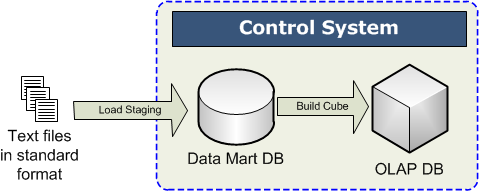 Control System
Load Staging
Build Cube
Text files
in standard
format
Data Mart DB
OLAP DB